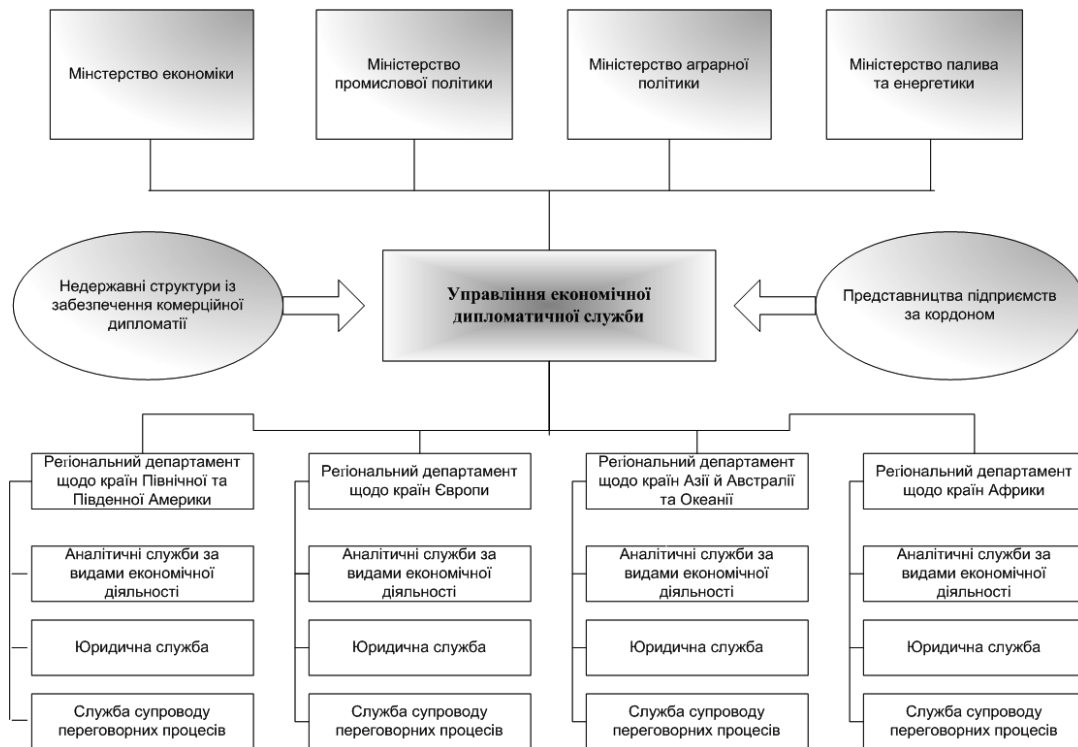 Мінстерство економіки
Міністерство
промислової політики
Міністерство аграрної
політики
Міністерство палива
та енергетики
Недержавні структури із
забезпечення комерційної
дипломатії
Управління економічної
дипломатичної служби
Представництва підприємств
за кордоном
Регіональний департамент
щодо країн Північної та
Південної Америки
Регіональний департамент
щодо країн Європи
Регіональний департамент
щодо країн Азії й Австралії
та Океанії
Регіональний департамент
щодо країн Африки
Аналітичні служби за
видами економічної
діяльності
Аналітичні служби за
видами економічної
діяльності
Аналітичні служби за
видами економічної
діяльності
Аналітичні служби за
видами економічної
діяльності
Юридична служба
Юридична служба
Юридична служба
Юридична служба
Служба супроводу
переговорних процесів
Служба супроводу
переговорних процесів
Служба супроводу
переговорних процесів
Служба супроводу
переговорних процесів